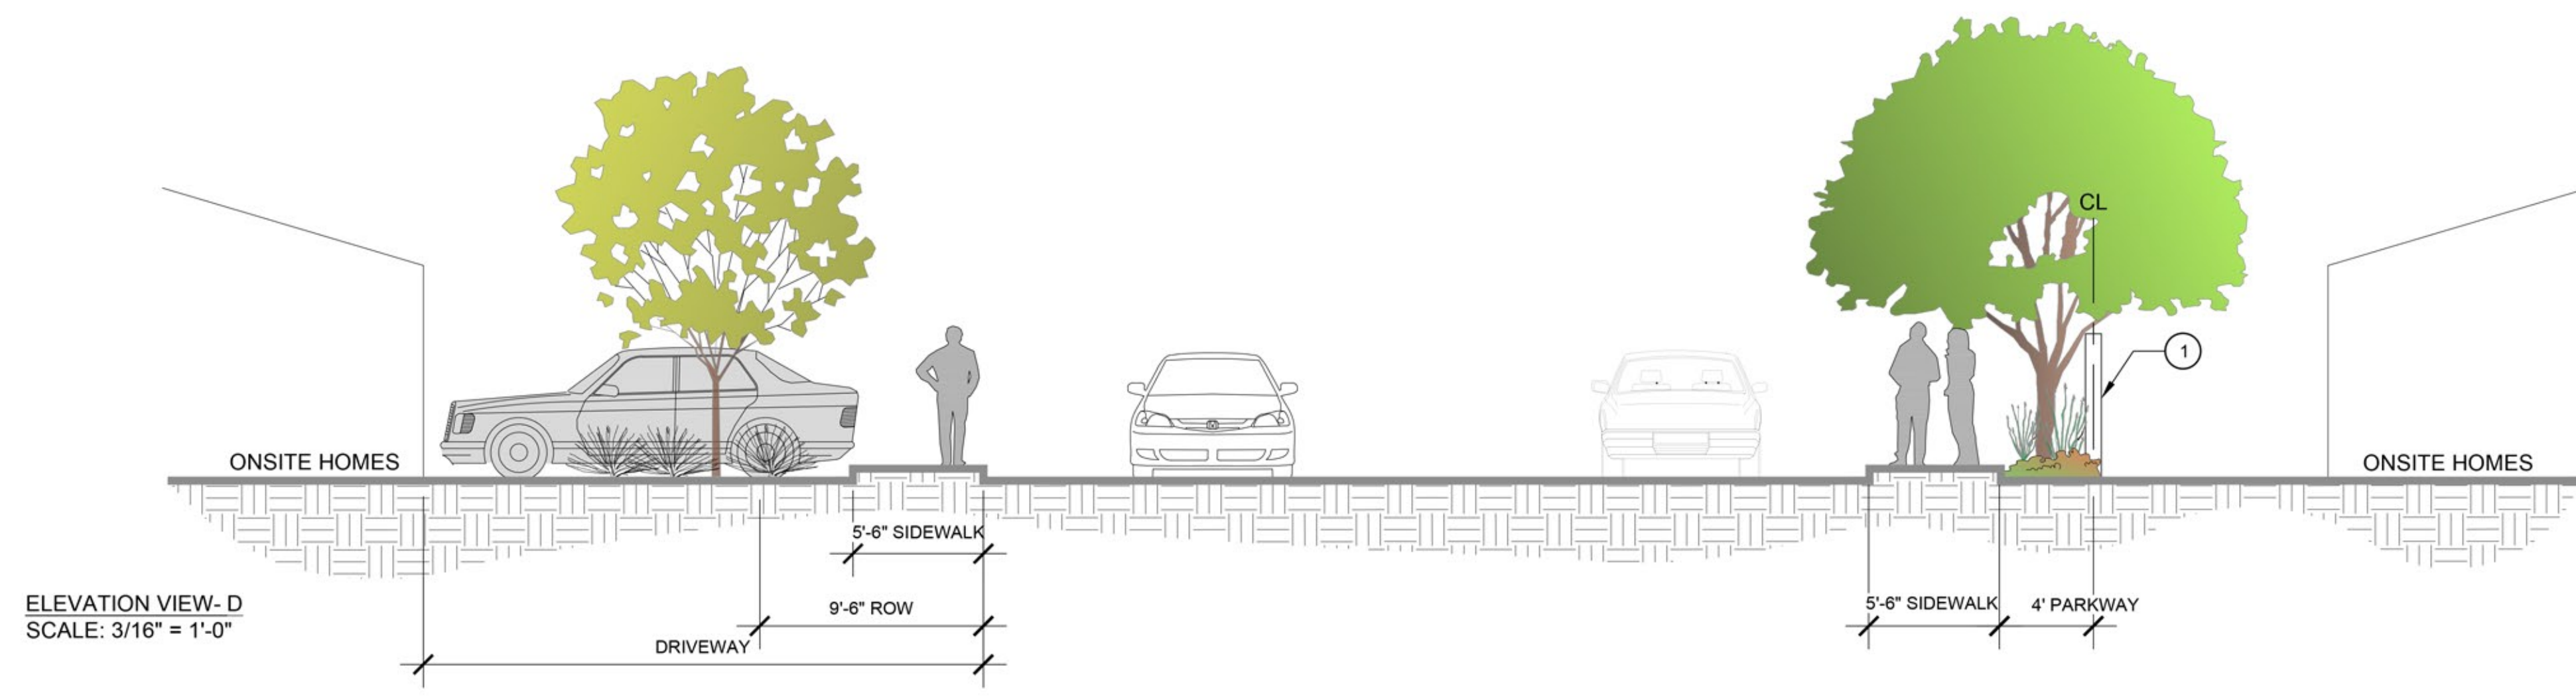 CL
1
ONSITE HOMES
ONSITE HOMES
5'-6" SIDEWALK
9'-6" ROW
DRIVEWAY
5'-6" SIDEWALK
4' PARKWAY
ELEVATION VIEW- D
SCALE: 3/16" = 1'-0"